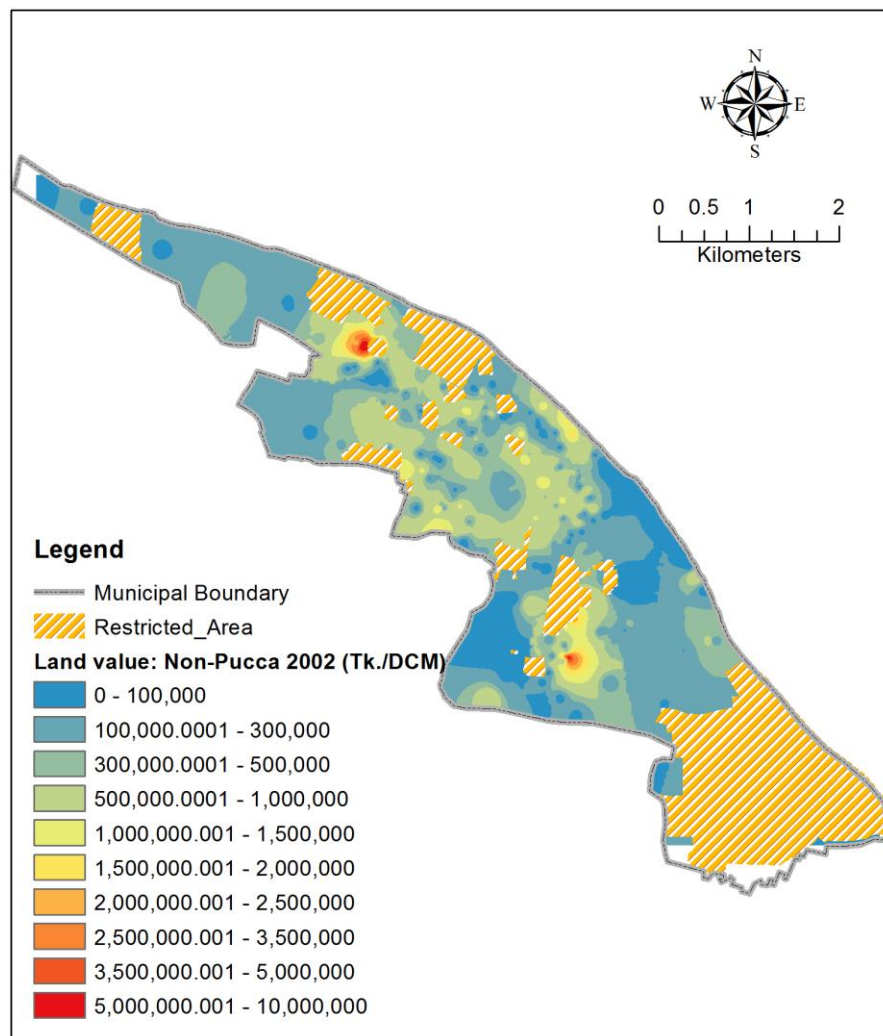 N
W E
S
0 0.5 1 2
Kilometers
Legend
Municipal Boundary
Restricted_Area
Land value: Non-Pucca 2002 (Tk./DCM)
0 - 100,000
100,000.0001 - 300,000
300,000.0001 - 500,000
500,000.0001 - 1,000,000
1,000,000.001 - 1,500,000
1,500,000.001 - 2,000,000
2,000,000.001 - 2,500,000
2,500,000.001 - 3,500,000
3,500,000.001 - 5,000,000
5,000,000.001 - 10,000,000